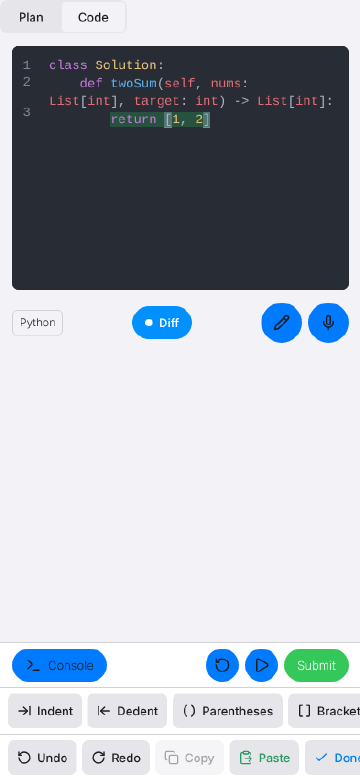 Plan Code
1 class Solution:
2 def twoSum(self, nums:
List[int], target: int) -> List[int]:
3 return [1, 2]
Python Diff
Console Submit
Indent Dedent () Parentheses [] Bracket
Undo Redo Copy Paste Done